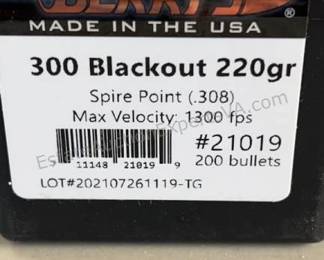 ®
MADE IN THE USA
300 Blackout 220gr
Spire Point (.308)
Max Velocity: 1300 fps
#21019
11148 21019 9
200 bullets
LOT#202107261119-TG